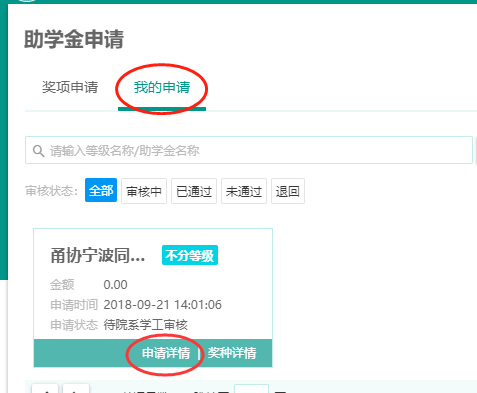 助学金申请
奖项申请 我的申请
请输入等级名称/助学金名称
审核状态: 全部 审核中 已通过 未通过 退回
甬协宁波同... 不分等级
金额 0.00
申请时间 2018-09-21 14:01:06
申请状态 待院系学工审核
申请详情 奖种详情